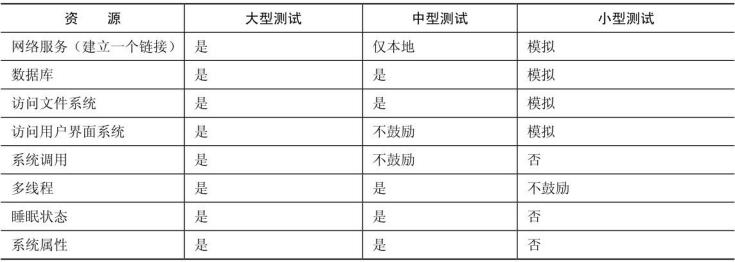 资 源 大型测试 中型测试 小型测试
网络服务（建立一个链接） 是 仅本地 模拟
数据库 是 是 模拟
访问文件系统 是 是 模拟
访问用户界面系统 是 不鼓励 模拟
系统调用 是 不鼓励 否
多线程 是 是 不鼓励
睡眠状态 是 是 否
系统属性 是 是 否